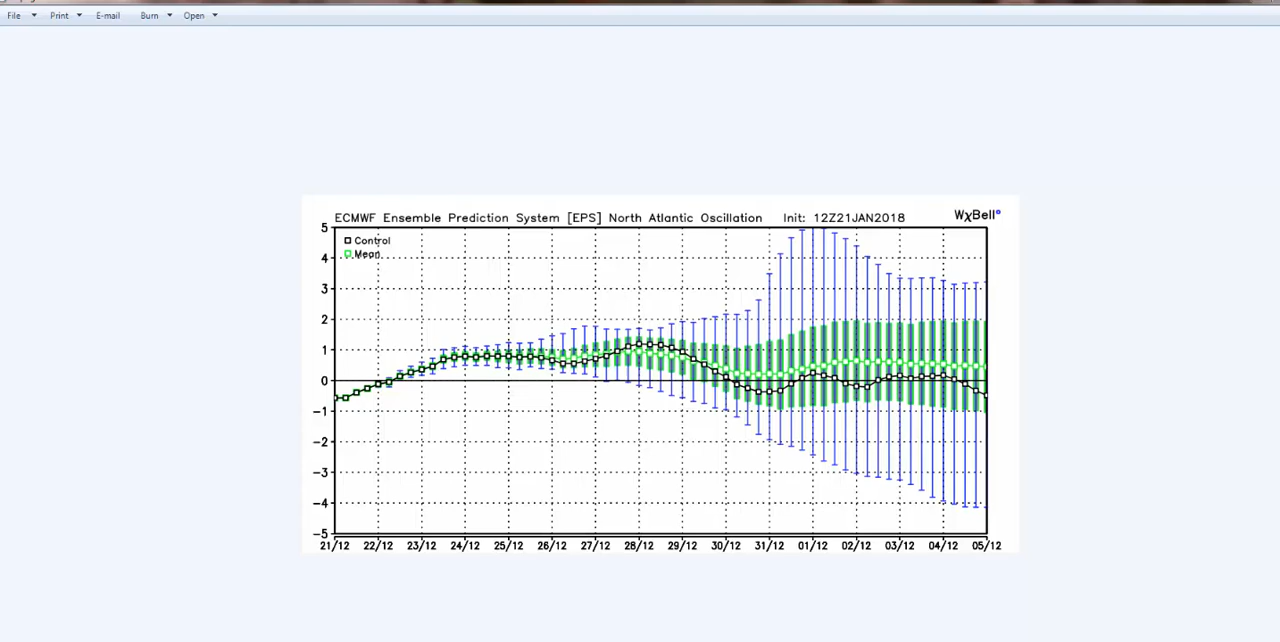 File Print E-mail Burn Open
ECMWF Ensemble Prediction System [EPS] North Atlantic Oscillation Init: 12Z21JAN2018 WxBell°
Control
Mean
5
4
3
2
1
0
-1
-2
-3
-4
-5
21/12 22/12 23/12 24/12 25/12 26/12 27/12 28/12 29/12 30/12 31/12 01/12 02/12 03/12 04/12 05/12